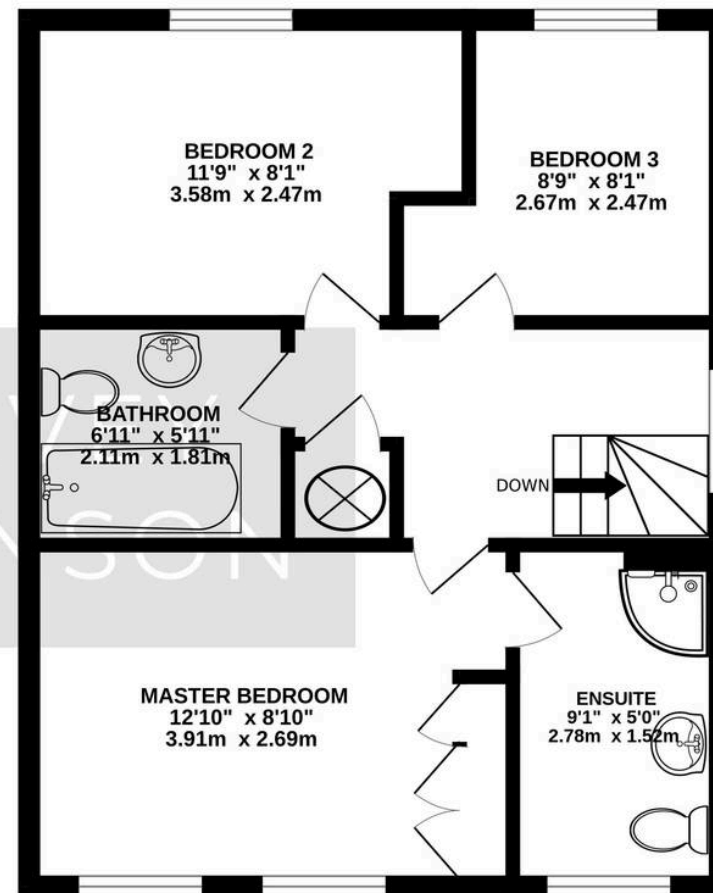 BEDROOM 2
11'9" x 8'1"
3.58m x 2.47m
BEDROOM 3
8'9" x 8'1"
2.67m x 2.47m
BATHROOM
6'11" x 5'11"
2.11m x 1.81m
DOWN
MASTER BEDROOM
12'10" x 8'10"
3.91m x 2.69m
ENSUITE
9'1" x 5'0"
2.78m x 1.52m